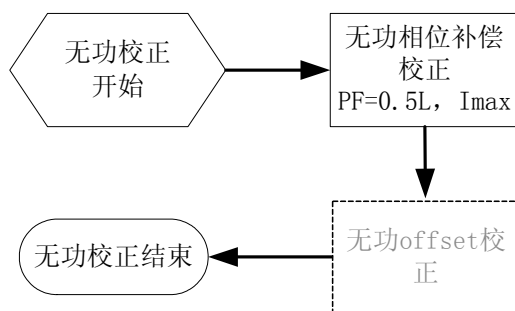 无功校正
开始
无功相位补偿
校正
PF=0.5L，Imax
无功offset校
正
无功校正结束